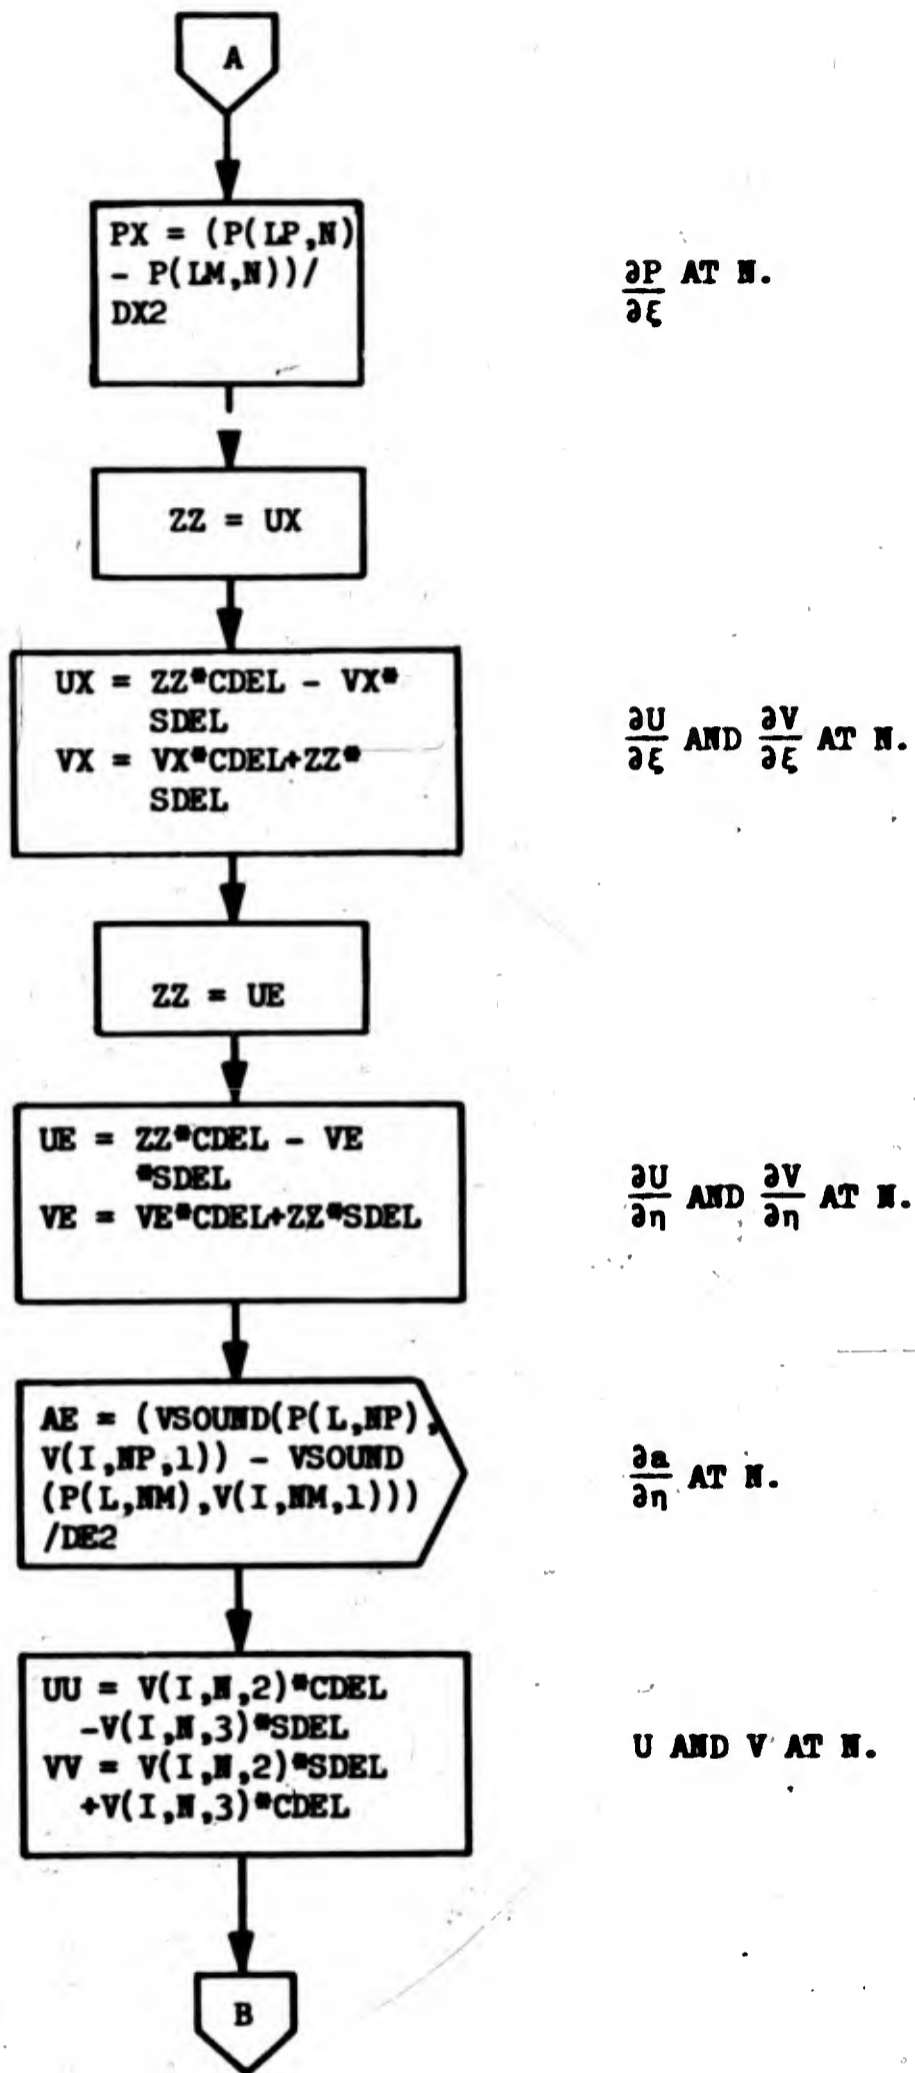 A
PX = (P(LP,N)
- P(LM,N))/
DX2
∂P/∂ξ AT N.
ZZ = UX
UX = ZZ*CDEL - VX*
SDEL
VX = VX*CDEL+ZZ*
SDEL
∂U/∂ξ AND ∂V/∂ξ AT N.
ZZ = UE
UE = ZZ*CDEL - VE
*SDEL
VE = VE*CDEL+ZZ*SDEL
∂U/∂η AND ∂V/∂η AT N.
AE = (VSOUND(P(L,NP),
V(I,NP,1)) - VSOUND
(P(L,NM),V(I,NM,1)))
/DE2
∂a/∂η AT N.
UU = V(I,N,2)*CDEL
-V(I,N,3)*SDEL
VV = V(I,N,2)*SDEL
+V(I,N,3)*CDEL
U AND V AT N.
B